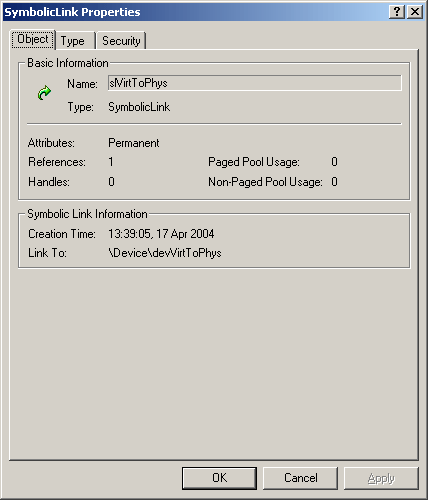 SymbolicLink Properties
Object Type Security
Basic Information
Name: slVirtToPhys
Type: SymbolicLink
Attributes: Permanent
References: 1 Paged Pool Usage: 0
Handles: 0 Non-Paged Pool Usage: 0
Symbolic Link Information
Creation Time: 13:39:05, 17 Apr 2004
Link To: \Device\devVirtToPhys
OK Cancel Apply